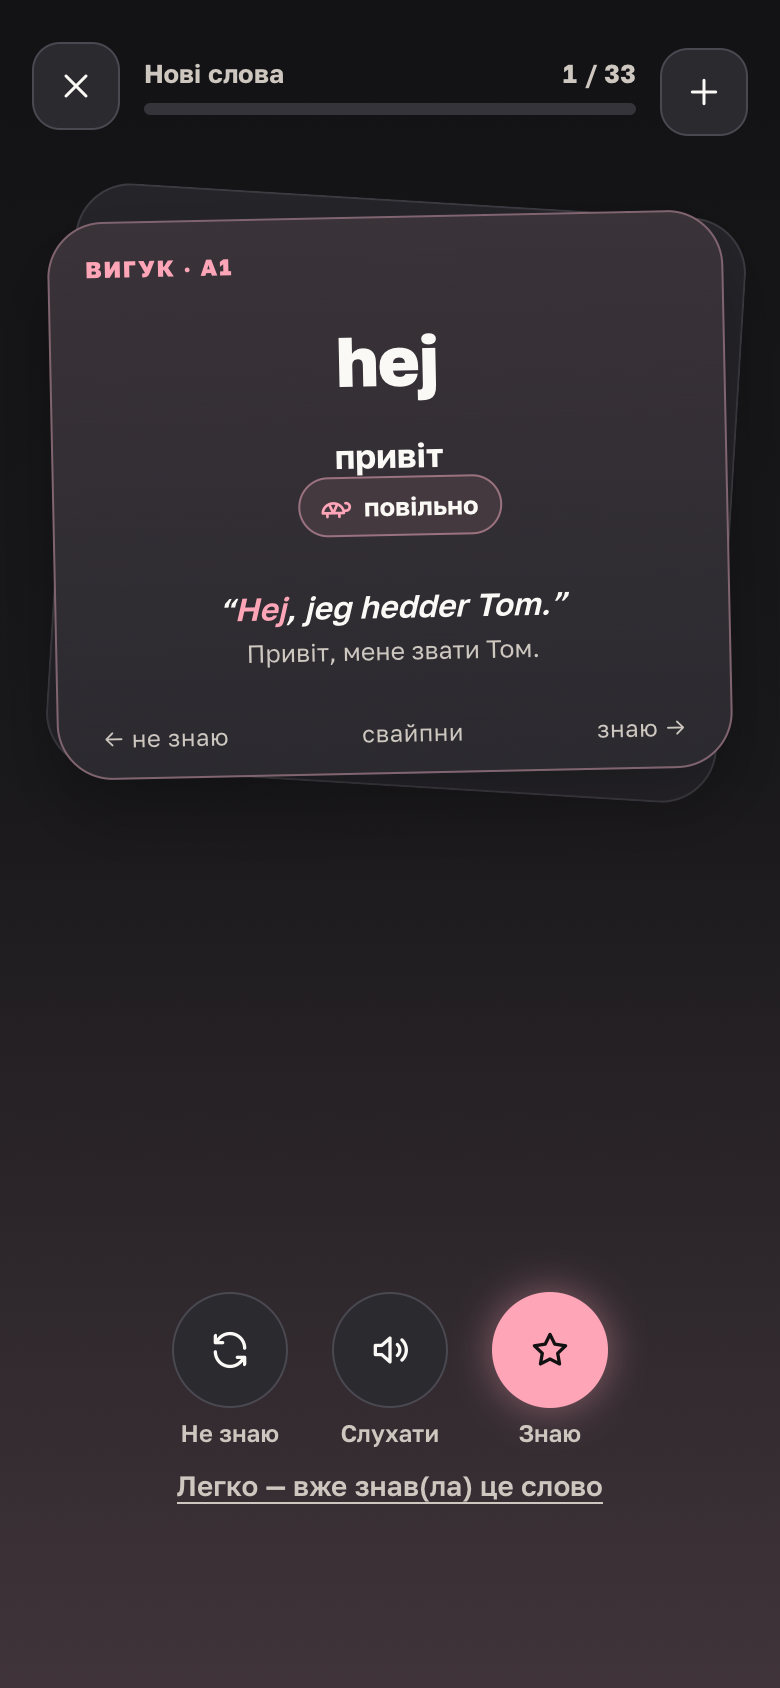 Нові слова
1 / 33
ВИГУК · A1
hej
привіт
повільно
“Hej, jeg hedder Tom.”
Привіт, мене звати Том.
← не знаю
свайпни
знаю →
Не знаю
Слухати
Знаю
Легко — вже знав(ла) це слово